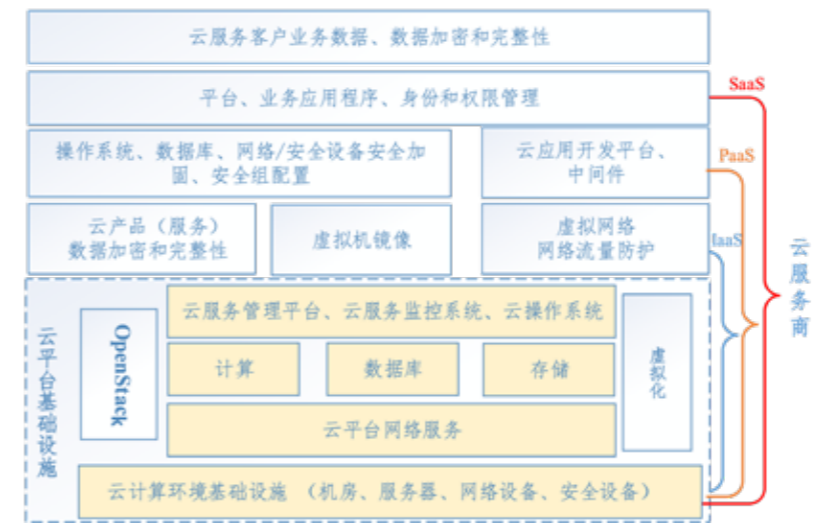 云服务客户业务数据、数据加密和完整性
平台、业务应用程序、身份和权限管理
SaaS
操作系统、数据库、网络/安全设备安全加
固、安全组配置
云应用开发平台、
中间件
PaaS
云产品（服务）
数据加密和完整性
虚拟机镜像
虚拟网络
网络流量防护
IaaS
云服务商
云平台基础设施
OpenStack
云服务管理平台、云服务监控系统、云操作系统
计算
数据库
存储
虚拟化
云平台网络服务
云计算环境基础设施 （机房、服务器、网络设备、安全设备）